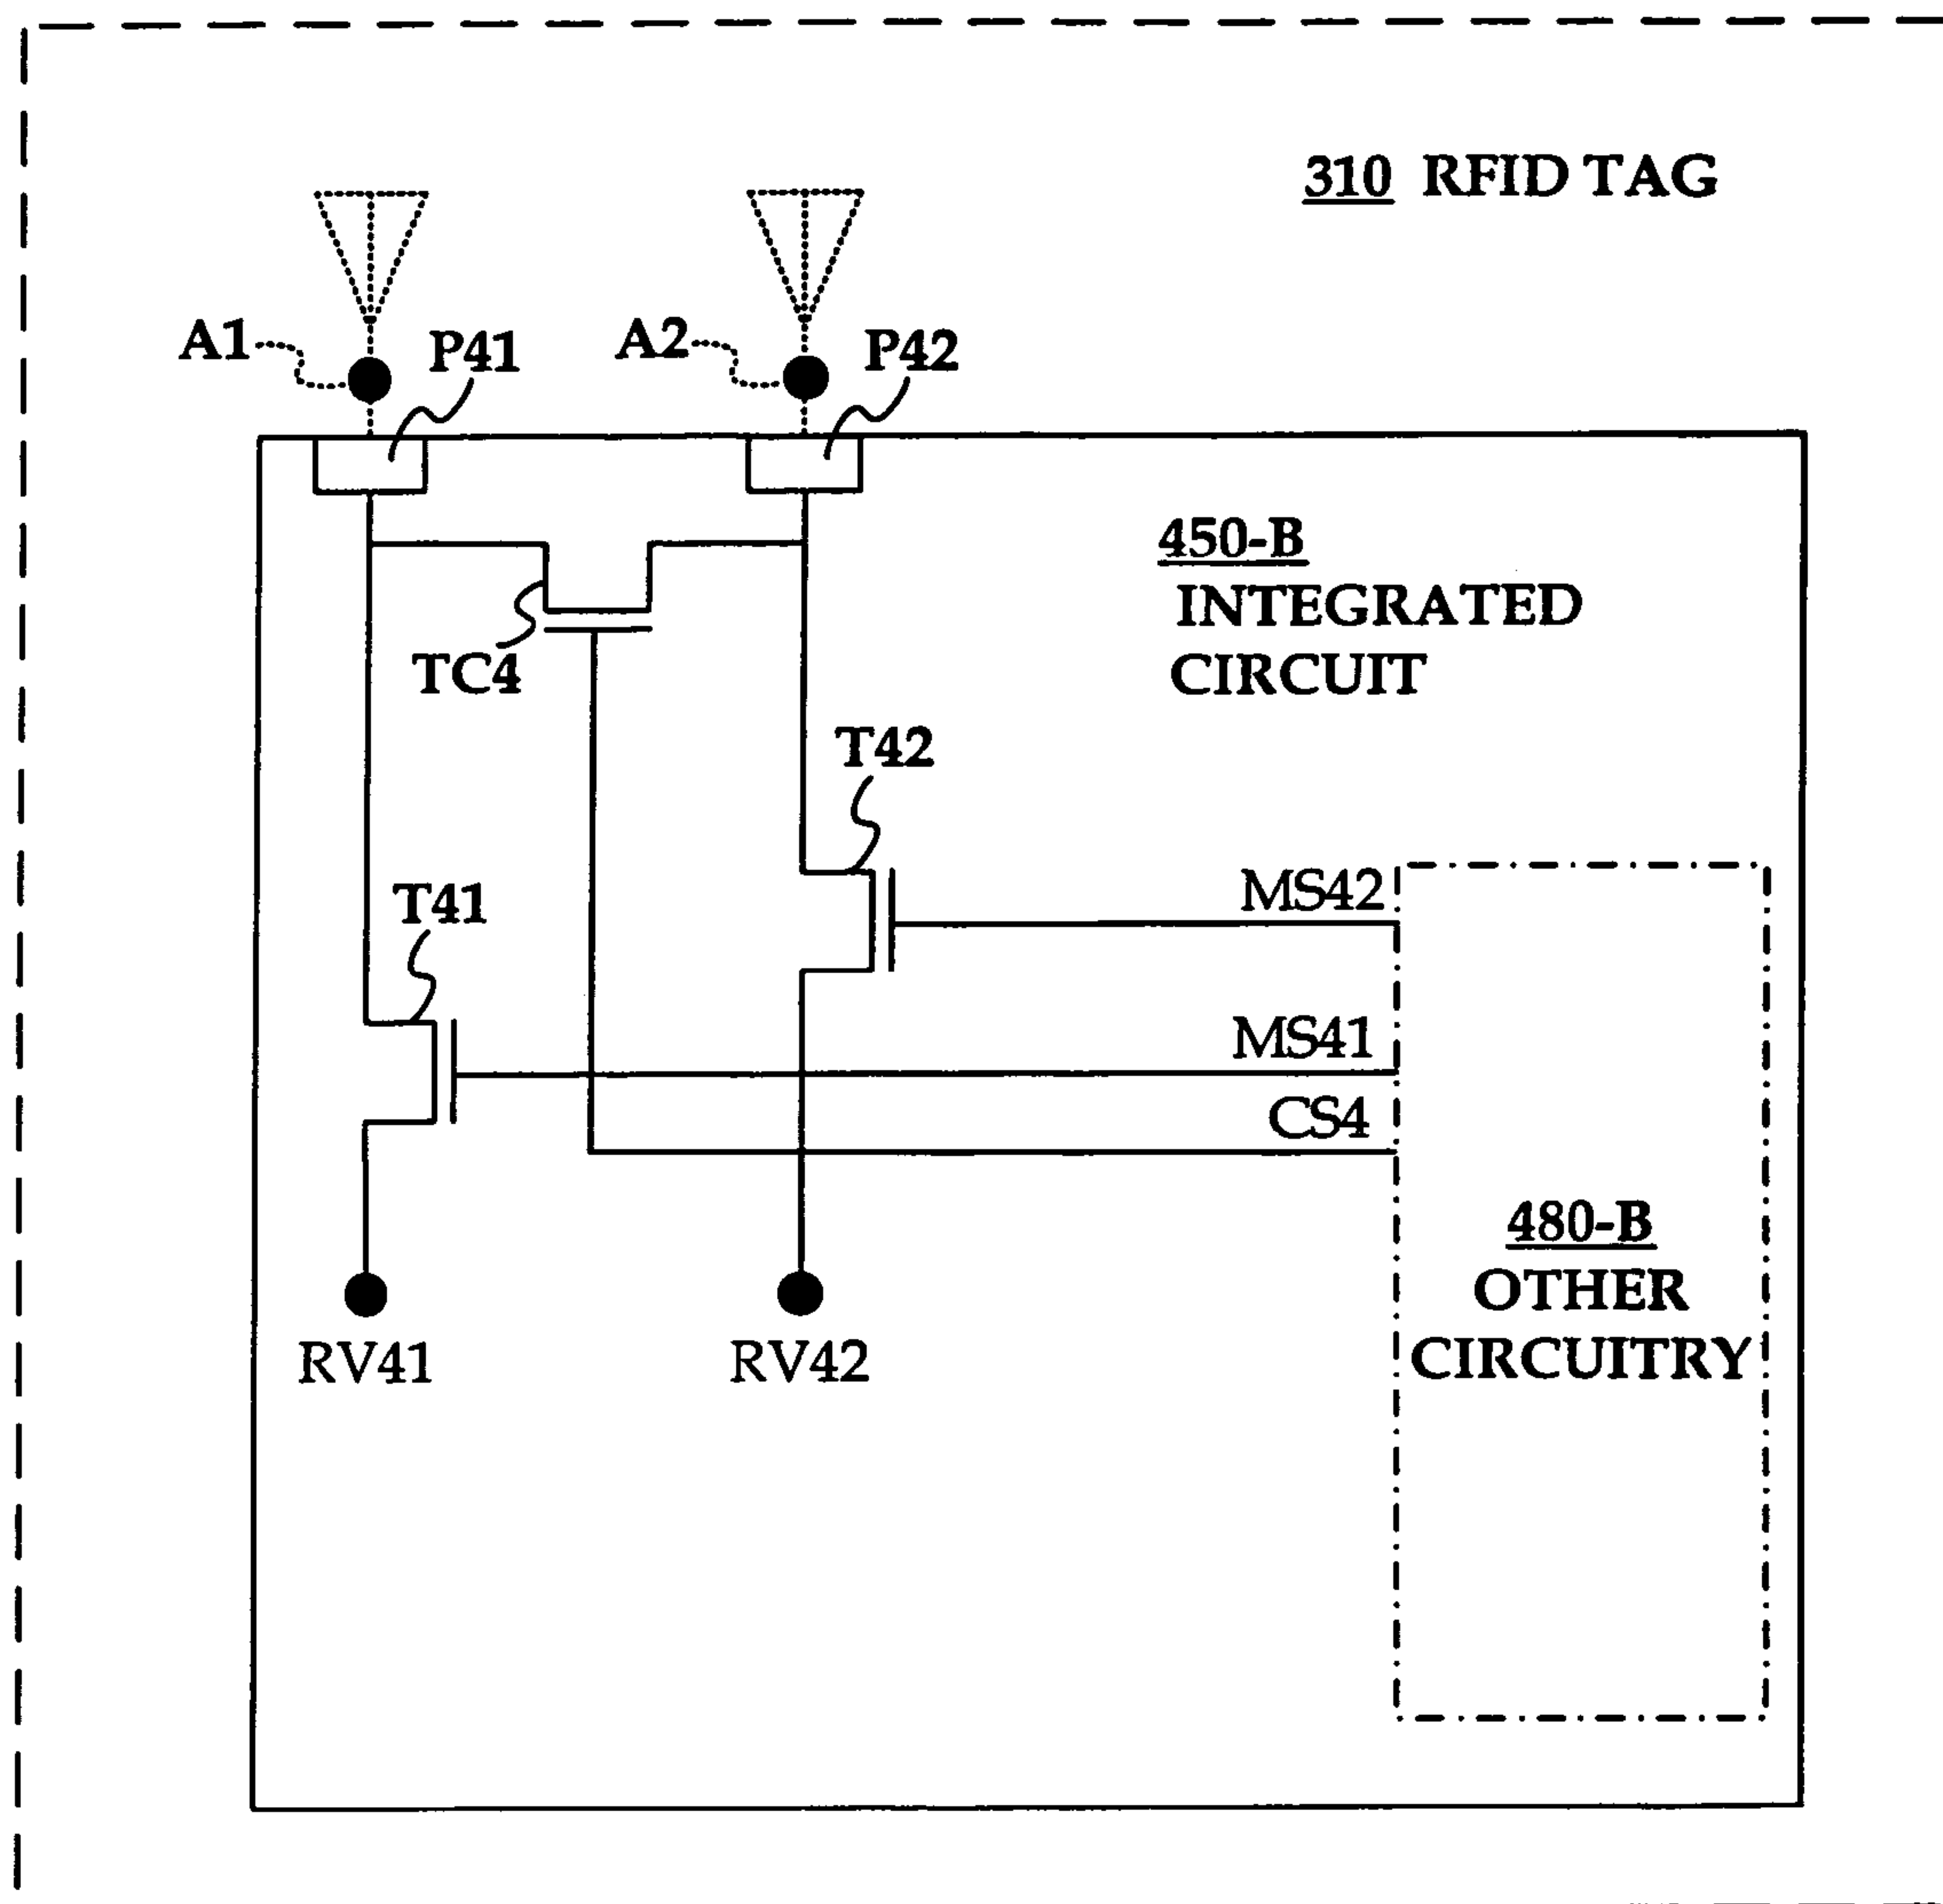 310 RFID TAG
A1
P41
A2
P42
450-B
INTEGRATED
CIRCUIT
TC4
T42
T41
MS42
MS41
CS4
480-B
OTHER
CIRCUITRY
RV41
RV42